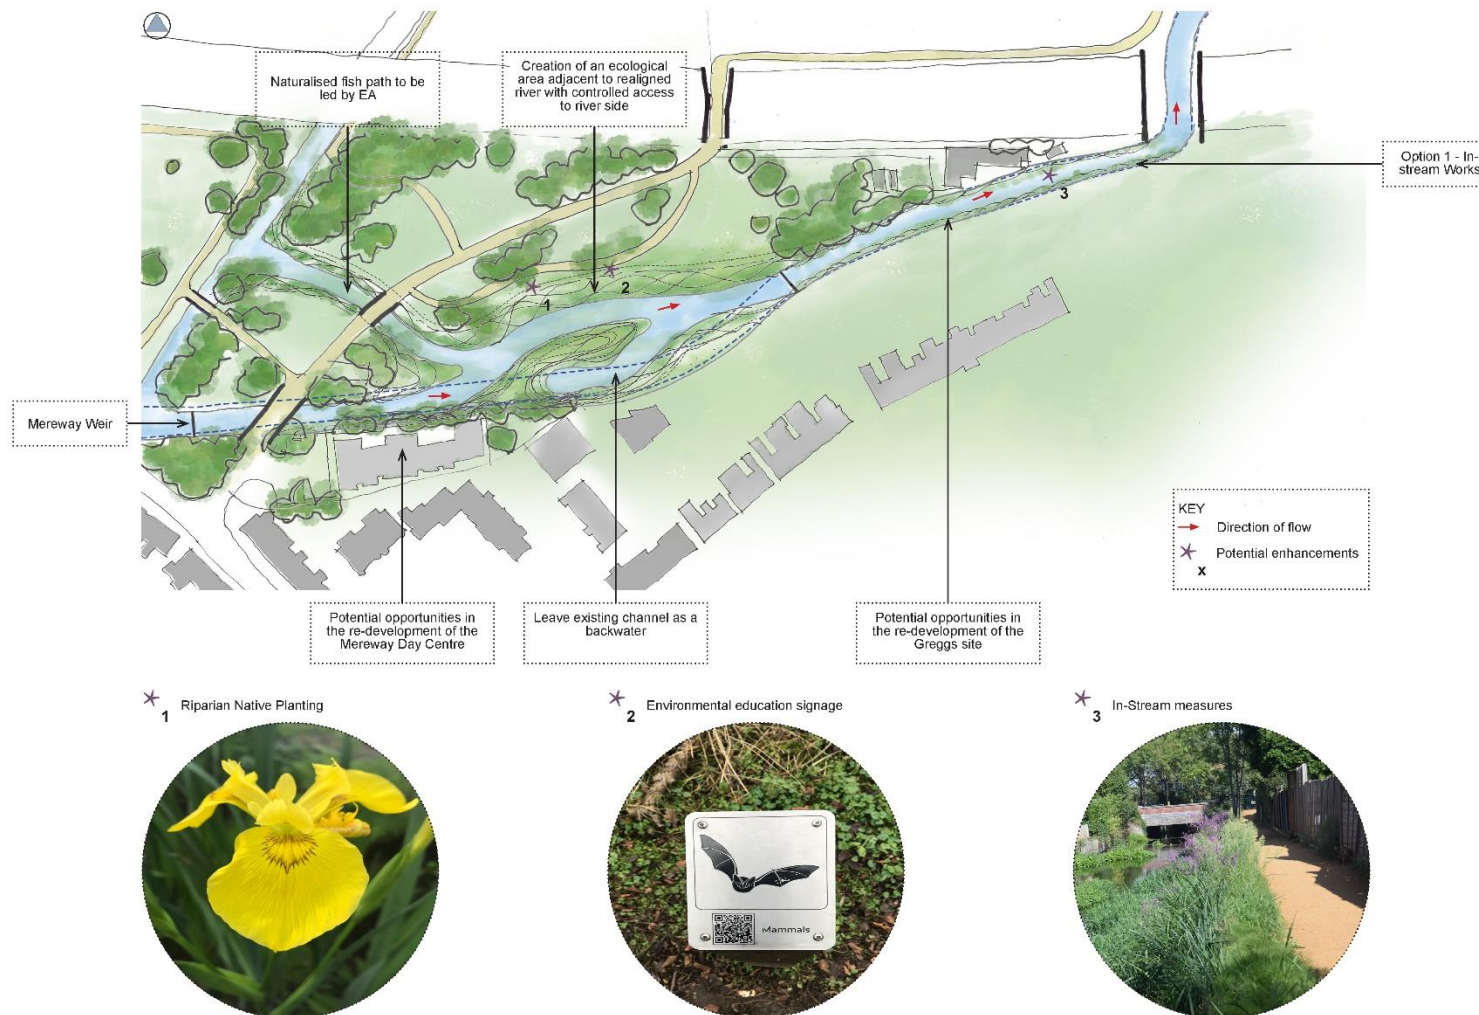 Naturalised fish path to be
led by EA
Creation of an ecological
area adjacent to realigned
river with controlled access
to river side
Option 1 - In-
stream Works
Mereway Weir
1
2
3
KEY
Direction of flow
Potential enhancements
x
Potential opportunities in
the re-development of the
Mereway Day Centre
Leave existing channel as a
backwater
Potential opportunities in
the re-development of the
Greggs site
1 Riparian Native Planting
2 Environmental education signage
3 In-Stream measures
Mammals